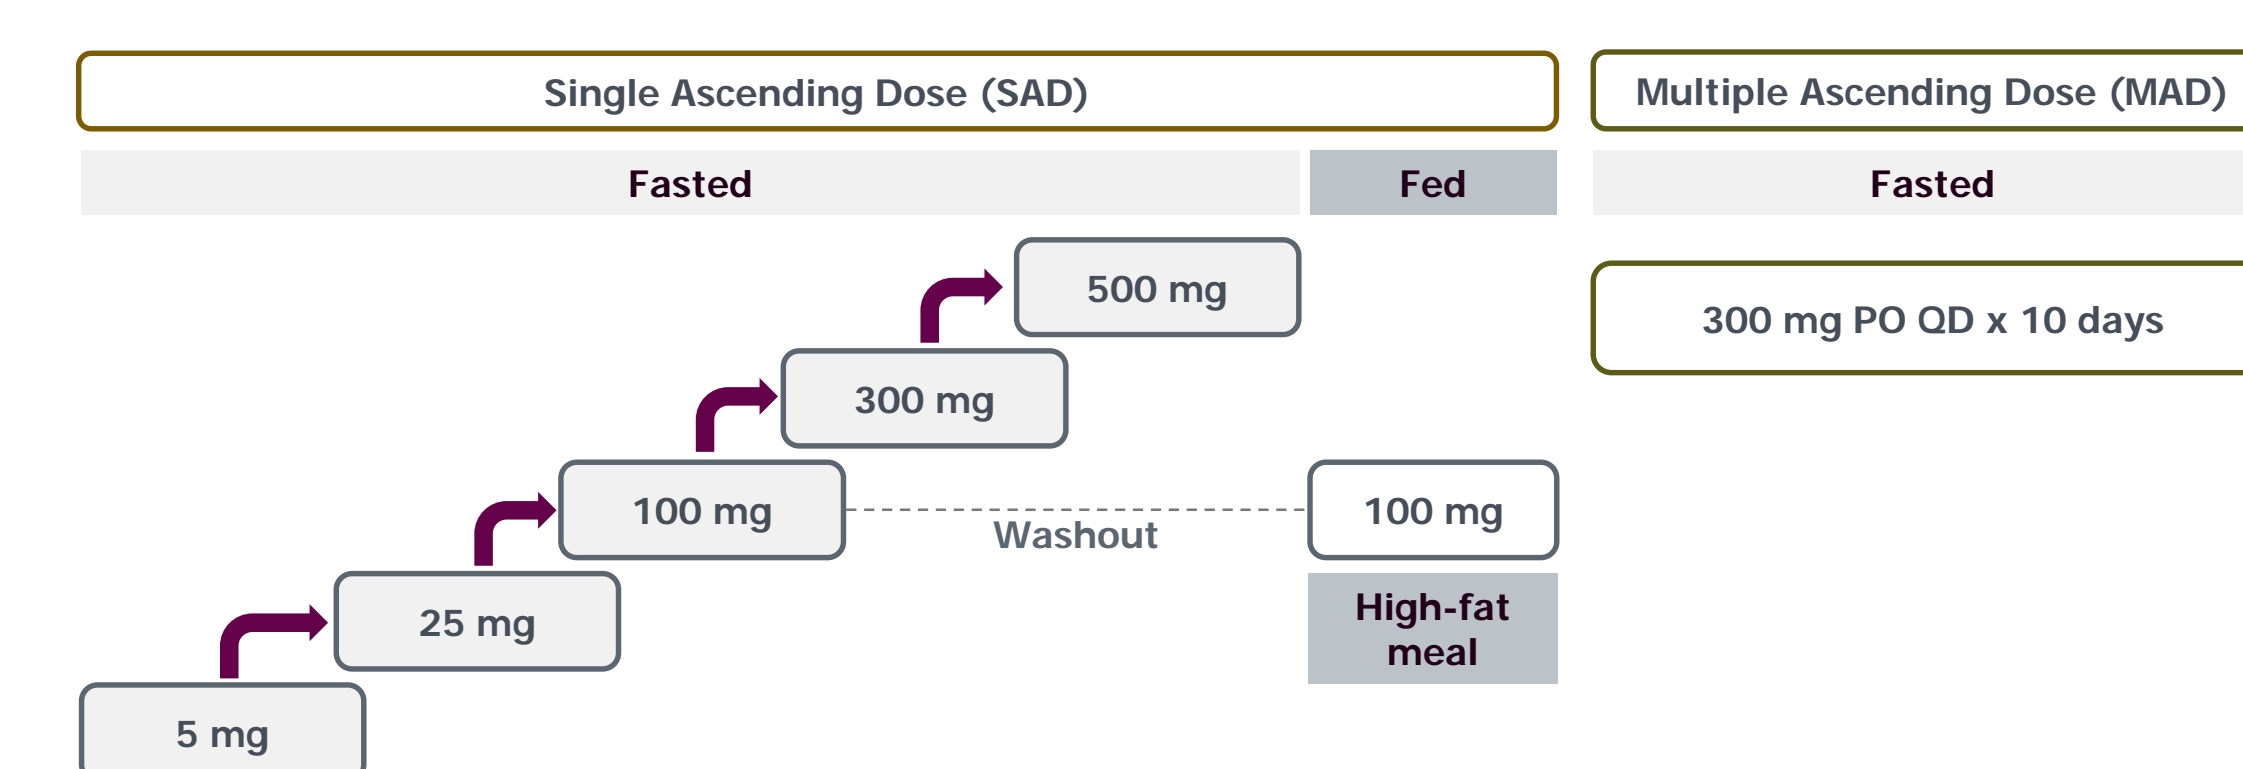 Single Ascending Dose (SAD)
Multiple Ascending Dose (MAD)
Fasted
Fed
Fasted
500 mg
300 mg PO QD x 10 days
300 mg
100 mg
Washout
100 mg
25 mg
High-fat
meal
5 mg